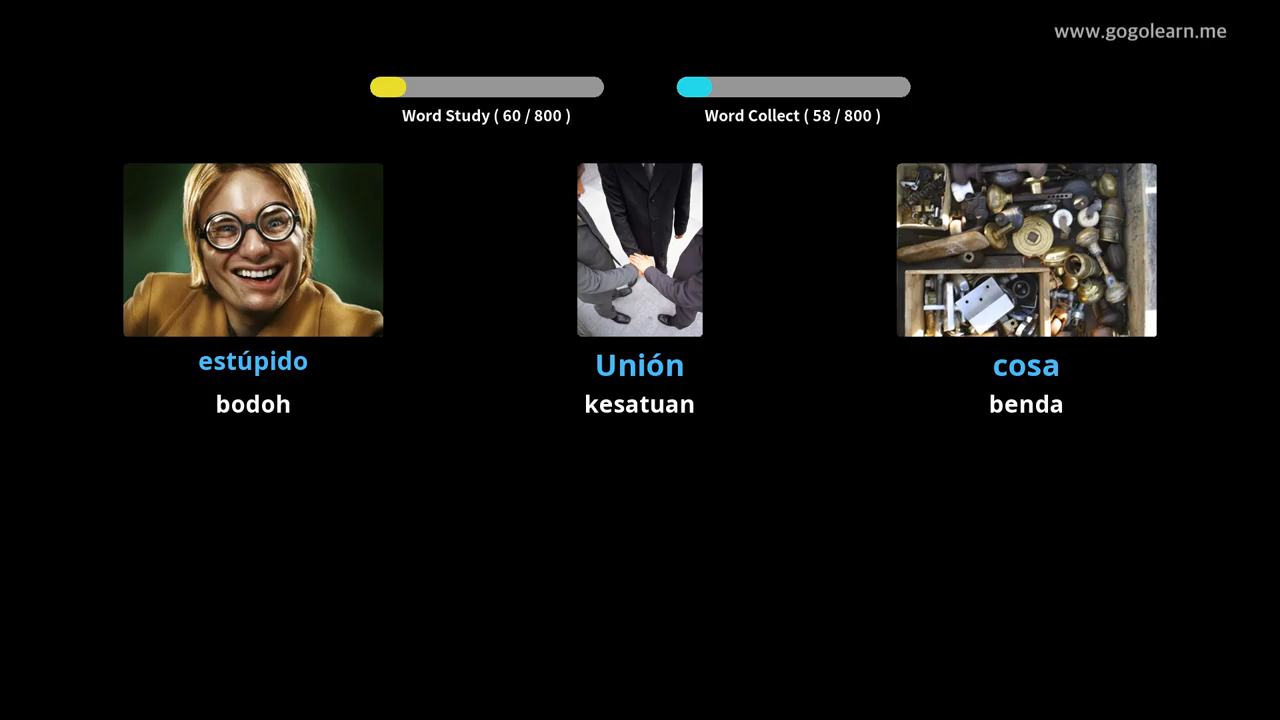 www.gogolearn.me
Word Study ( 60 / 800 )
Word Collect ( 58 / 800 )
estúpido
Unión
cosa
bodoh
kesatuan
benda